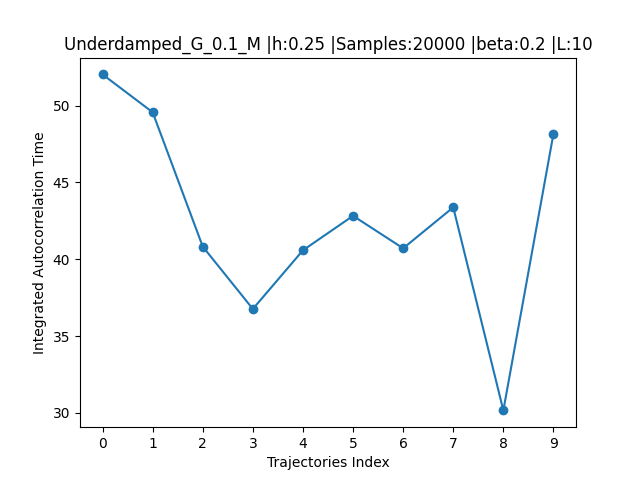 Underdamped_G_0.1_M |h:0.25 |Samples:20000 |beta:0.2 |L:10
Integrated Autocorrelation Time
50
45
40
35
30
0 1 2 3 4 5 6 7 8 9
Trajectories Index